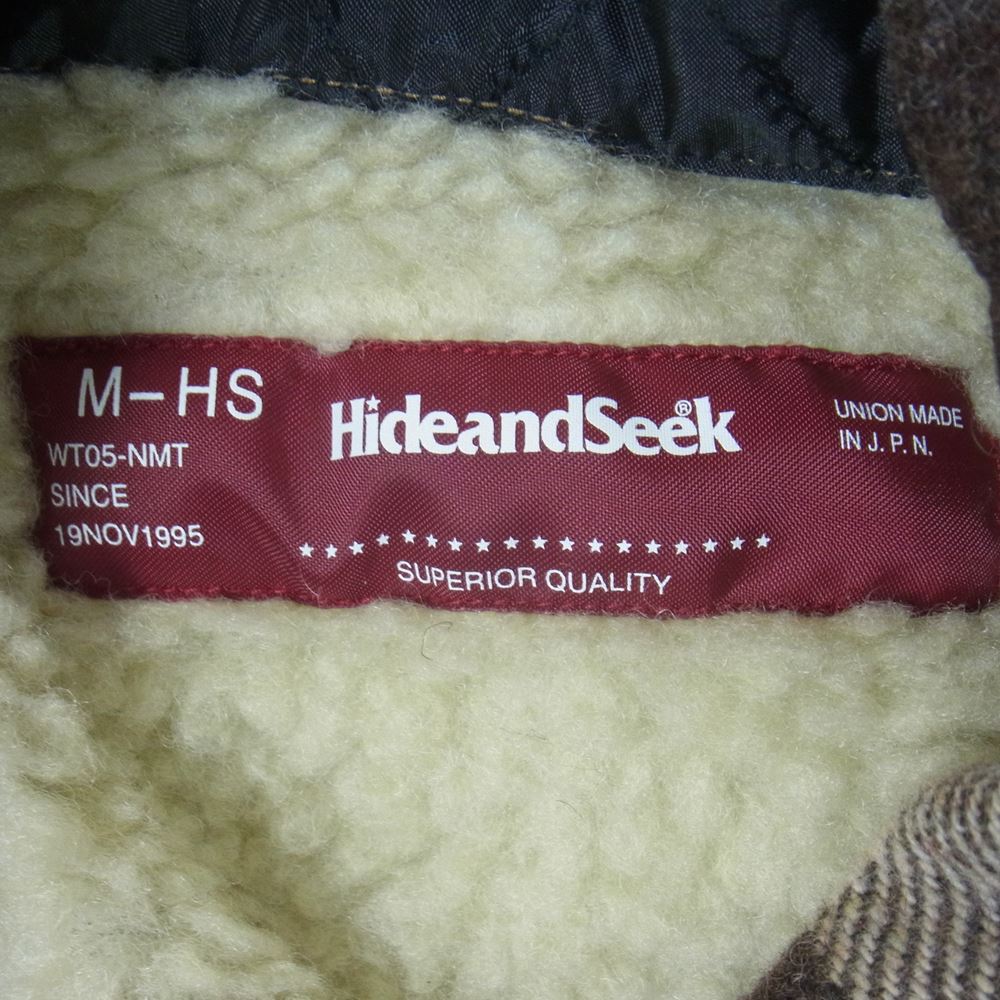 M-HS
WT05-NMT
SINCE
19NOV1995
HideandSeek®
SUPERIOR QUALITY
UNION MADE
IN J. P. N.